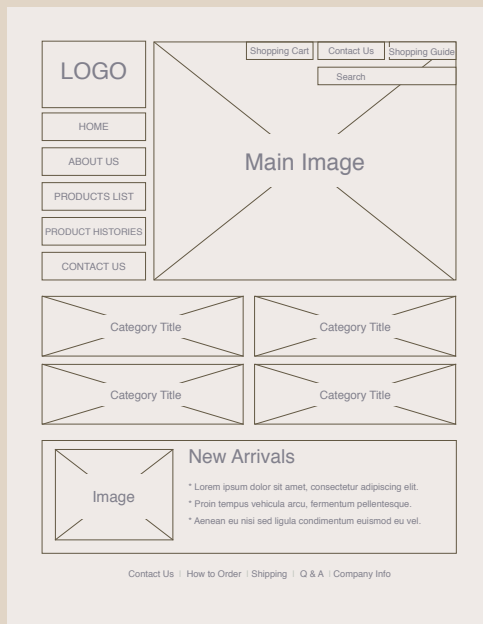 LOGO
Shopping Cart
Contact Us
Shopping Guide
Search
HOME
ABOUT US
PRODUCTS LIST
PRODUCT HISTORIES
CONTACT US
Main Image
Category Title
Category Title
Category Title
Category Title
Image
New Arrivals
* Lorem ipsum dolor sit amet, consectetur adipiscing elit.
* Proin tempus vehicula arcu, fermentum pellentesque.
* Aenean eu nisi sed ligula condimentum euismod eu vel.
Contact Us | How to Order | Shipping | Q & A | Company Info